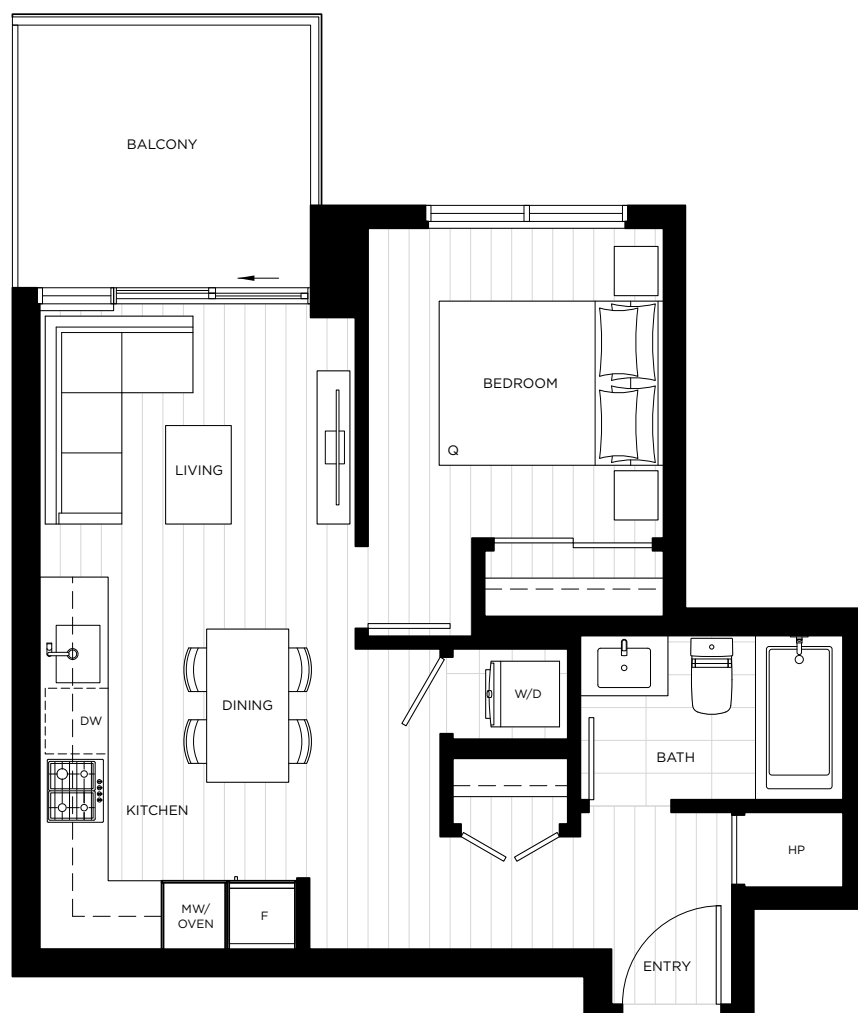 BALCONY
BEDROOM
Q
LIVING
W/D
DINING
DW
BATH
KITCHEN
HP
MW/
OVEN
F
ENTRY